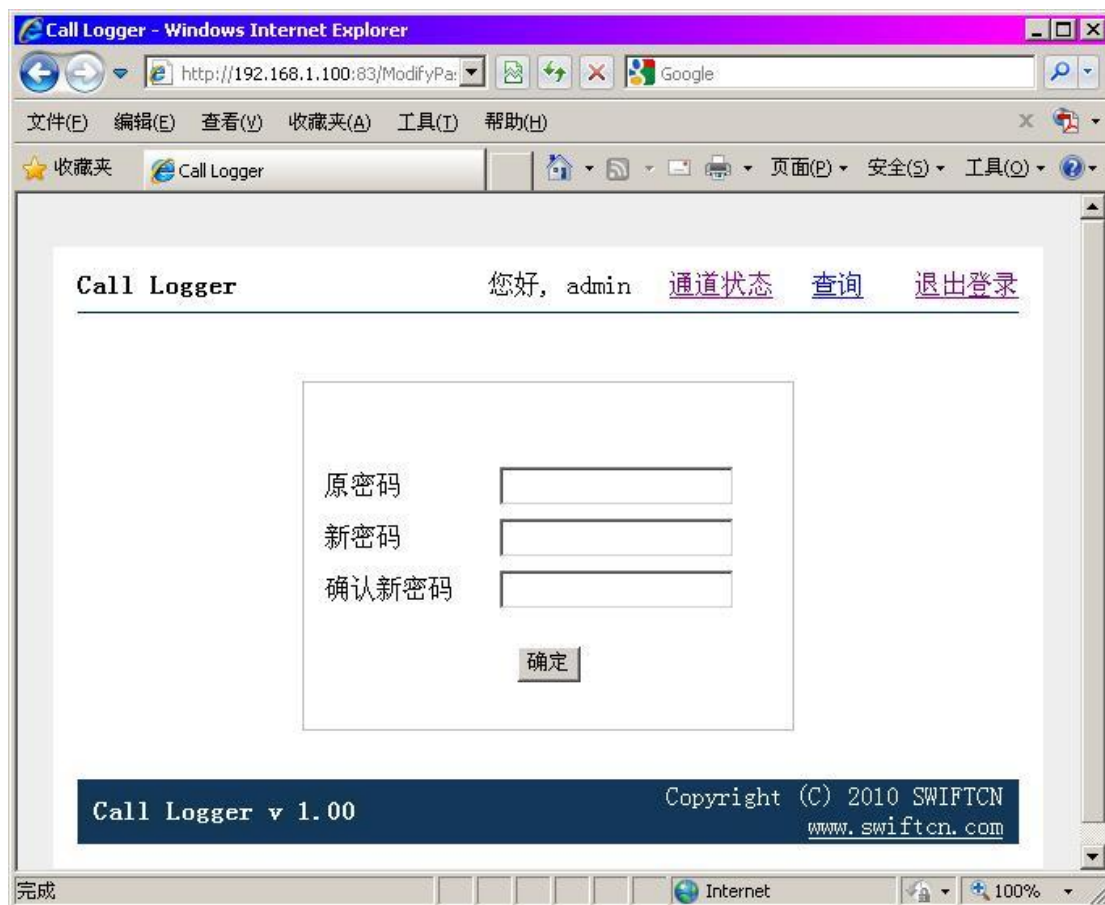 Call Logger - Windows Internet Explorer
http://192.168.1.100:83/ModifyPa
Google
文件(F) 编辑(E) 查看(V) 收藏夹(A) 工具(T) 帮助(H)
收藏夹 Call Logger 页面(P) 安全(S) 工具(O)
Call Logger 您好, admin 通道状态 查询 退出登录
原密码
新密码
确认新密码
确定
Call Logger v 1.00
Copyright (C) 2010 SWIFTCN
www.swiftcn.com
完成 Internet 100%